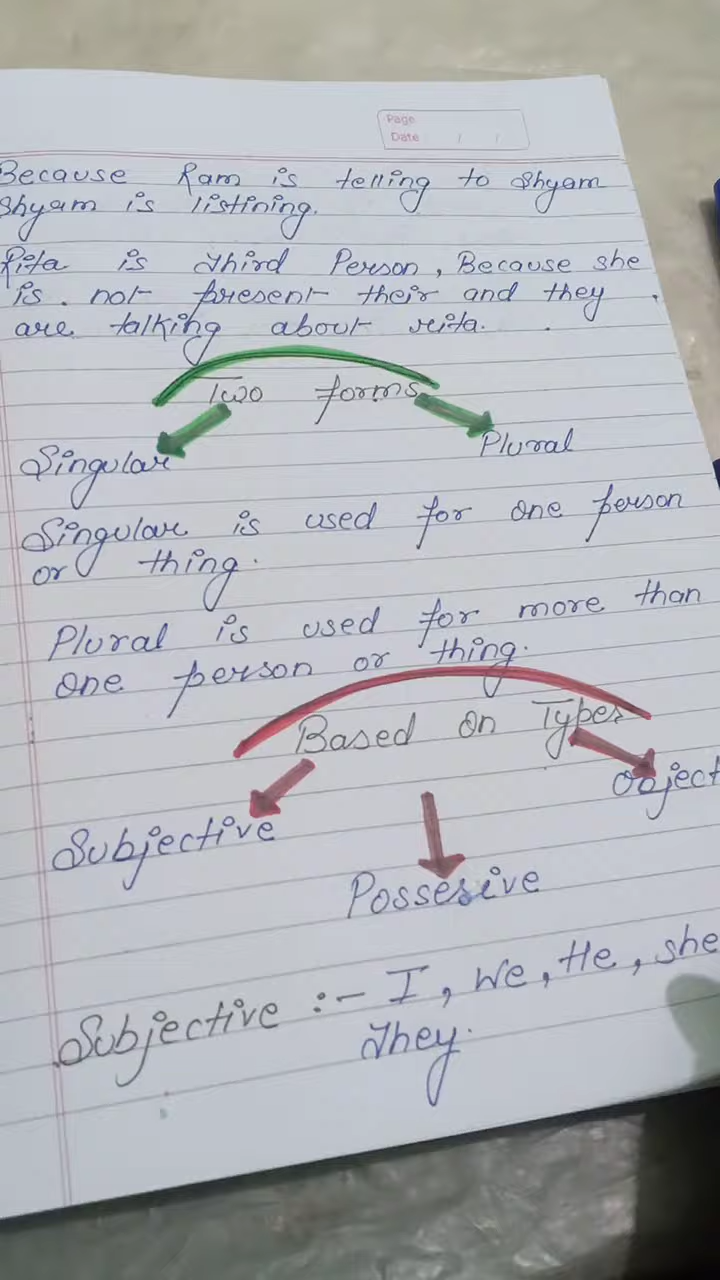 Page
Date / /
Because Ram is telling to Shyam
Shyam is listining.
Rita is Third Person, Because she
is not present their and they
are talking about rita.
Two forms
Singular Plural
Singular is used for one person
or thing.
Plural is used for more than
one person or thing.
Based on Types
Subjective Object
Possesive
Subjective :- I, We, He, she
They.